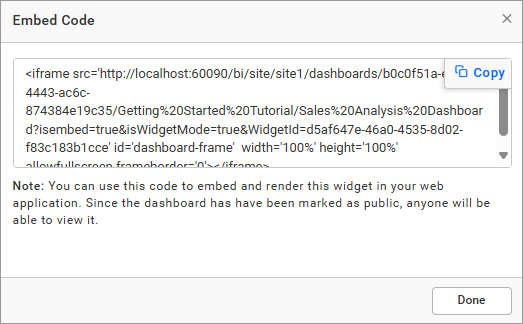 Embed Code
<iframe src='http://localhost:60090/bi/site/site1/dashboards/b0c0f51a-
Copy
4443-ac6c-
874384e19c35/Getting%20Started%20Tutorial/Sales%20Analysis%20Dashboar
d?isembed=true&isWidgetMode=true&WidgetId=d5af647e-46a0-4535-8d02-
f83c183b1cce' id='dashboard-frame'  width='100%' height='100%'
allowfullscreen frameborder='0'></iframe>
Note: You can use this code to embed and render this widget in your web
application. Since the dashboard has have been marked as public, anyone will be
able to view it.
Done